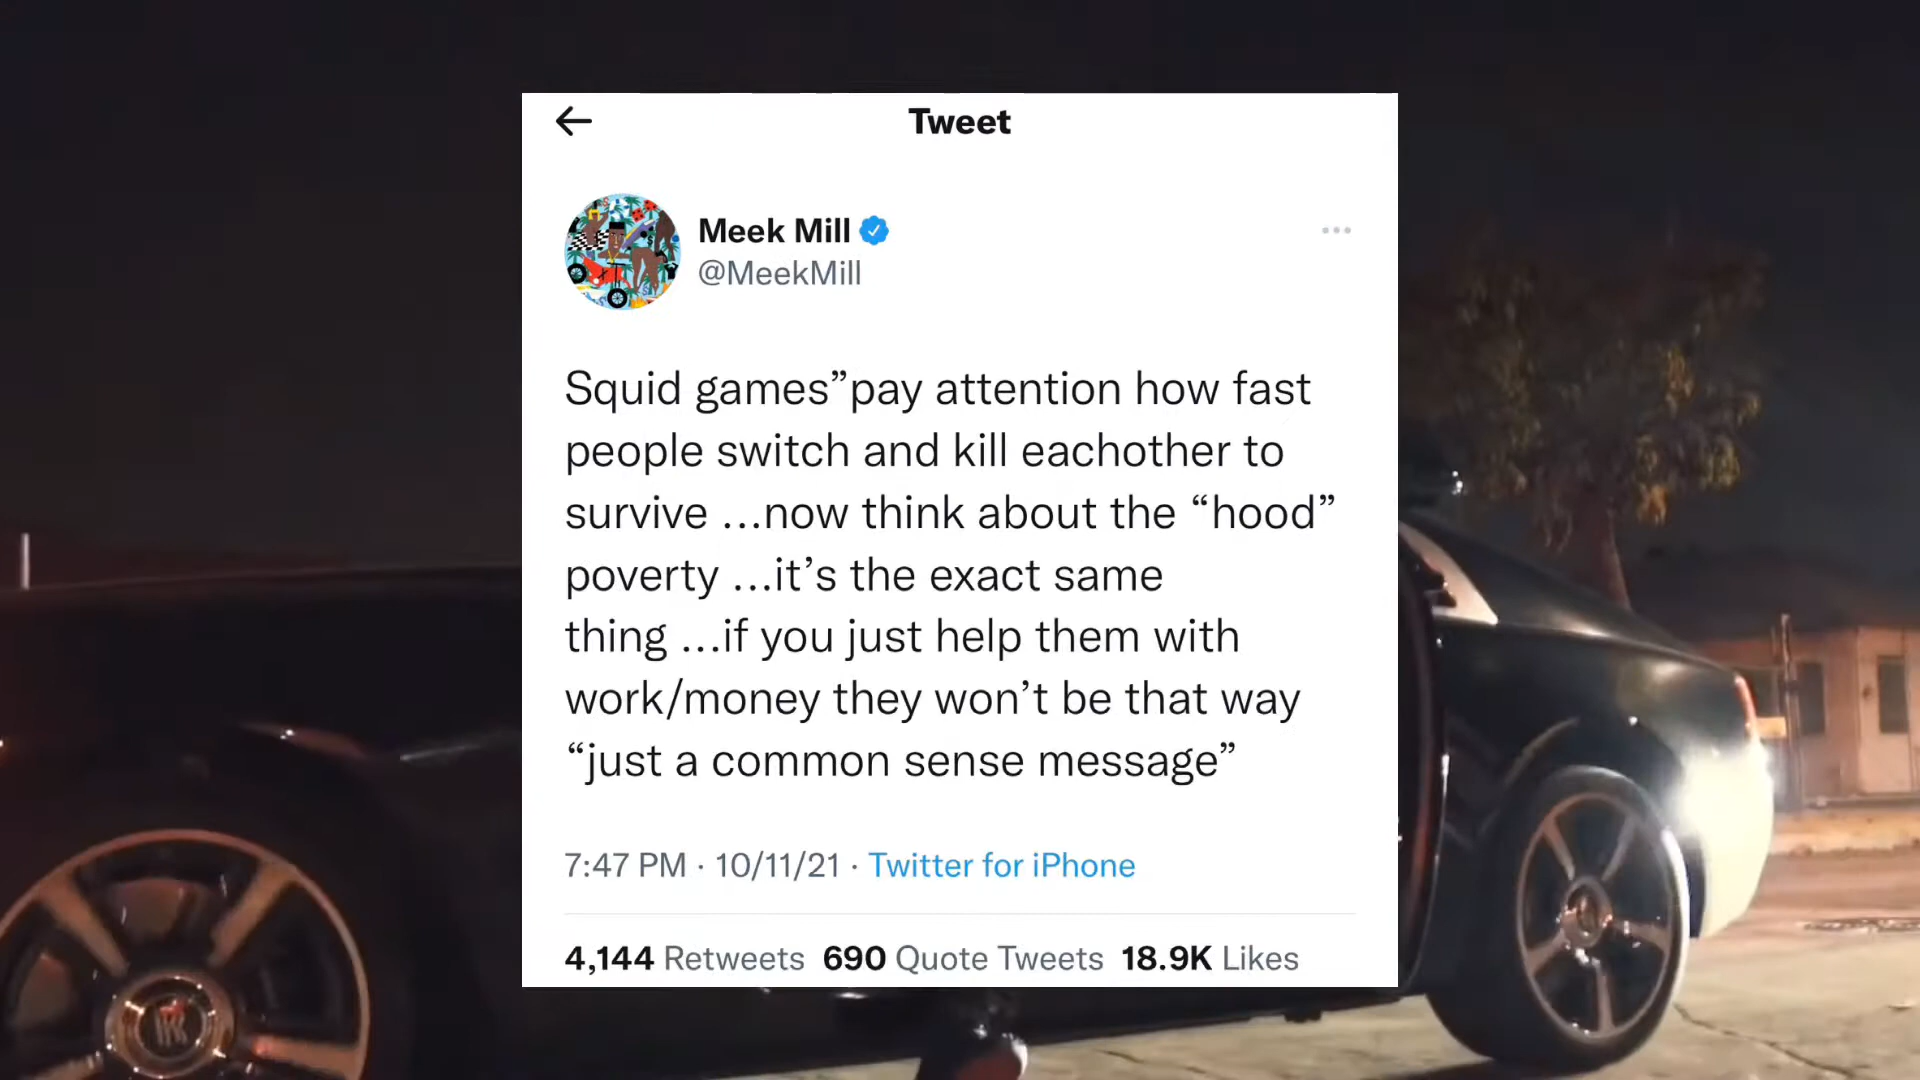 Tweet
Meek Mill
@MeekMill
Squid games”pay attention how fast
people switch and kill eachother to
survive ...now think about the “hood”
poverty ...it’s the exact same
thing ...if you just help them with
work/money they won’t be that way
“just a common sense message”
7:47 PM · 10/11/21 · Twitter for iPhone
4,144 Retweets 690 Quote Tweets 18.9K Likes